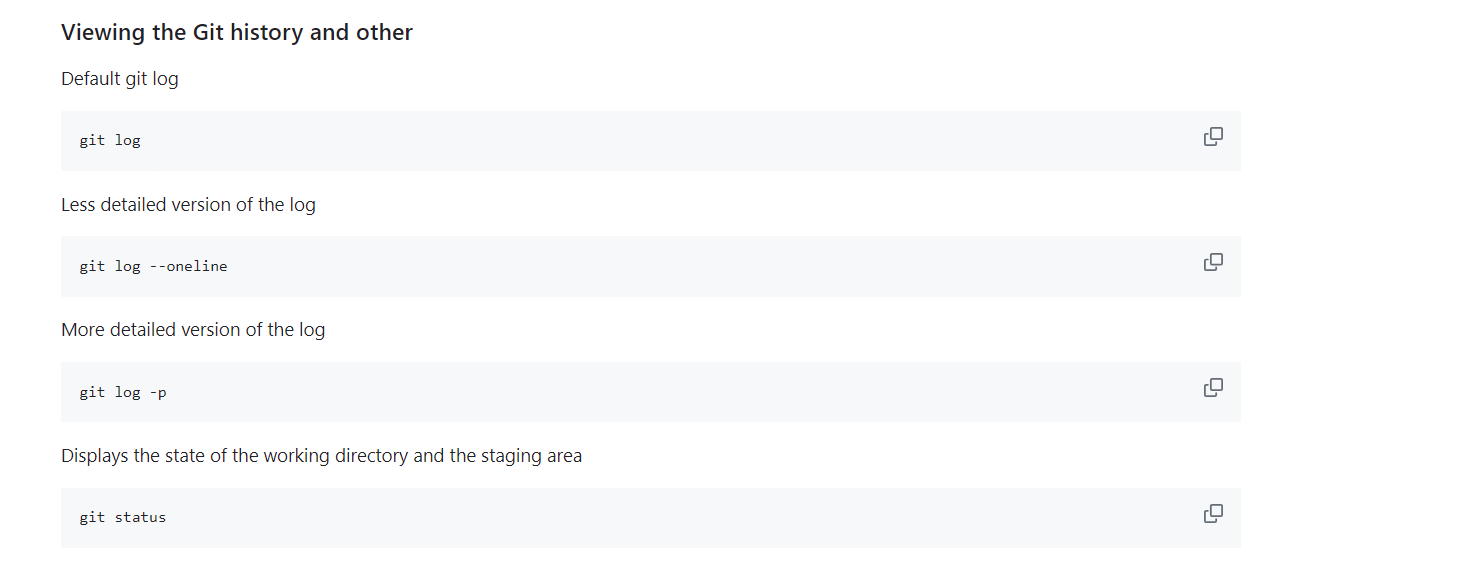 Viewing the Git history and other
Default git log
git log
Less detailed version of the log
git log --oneline
More detailed version of the log
git log -p
Displays the state of the working directory and the staging area
git status